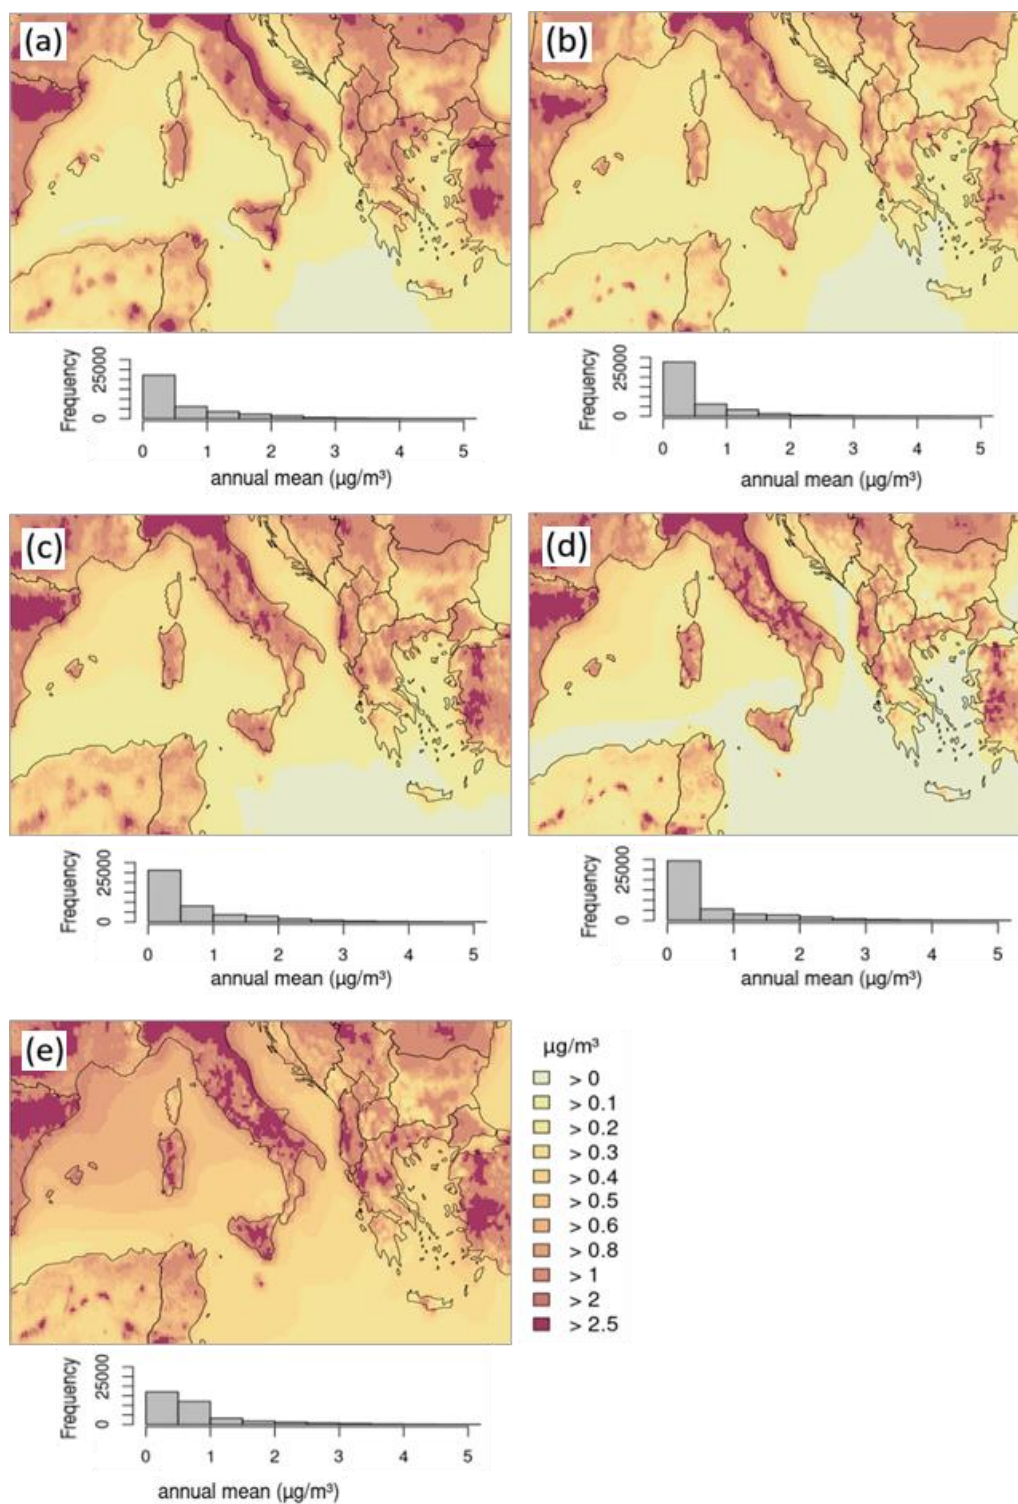 (a)
(b)
Frequency
0 25000
0 1 2 3 4 5
annual mean (µg/m³)
Frequency
0 25000
0 1 2 3 4 5
annual mean (µg/m³)
(c)
(d)
Frequency
0 25000
0 1 2 3 4 5
annual mean (µg/m³)
Frequency
0 25000
0 1 2 3 4 5
annual mean (µg/m³)
(e)
µg/m³
> 0
> 0.1
> 0.2
> 0.3
> 0.4
> 0.5
> 0.6
> 0.8
> 1
> 2
> 2.5
Frequency
0 25000
0 1 2 3 4 5
annual mean (µg/m³)